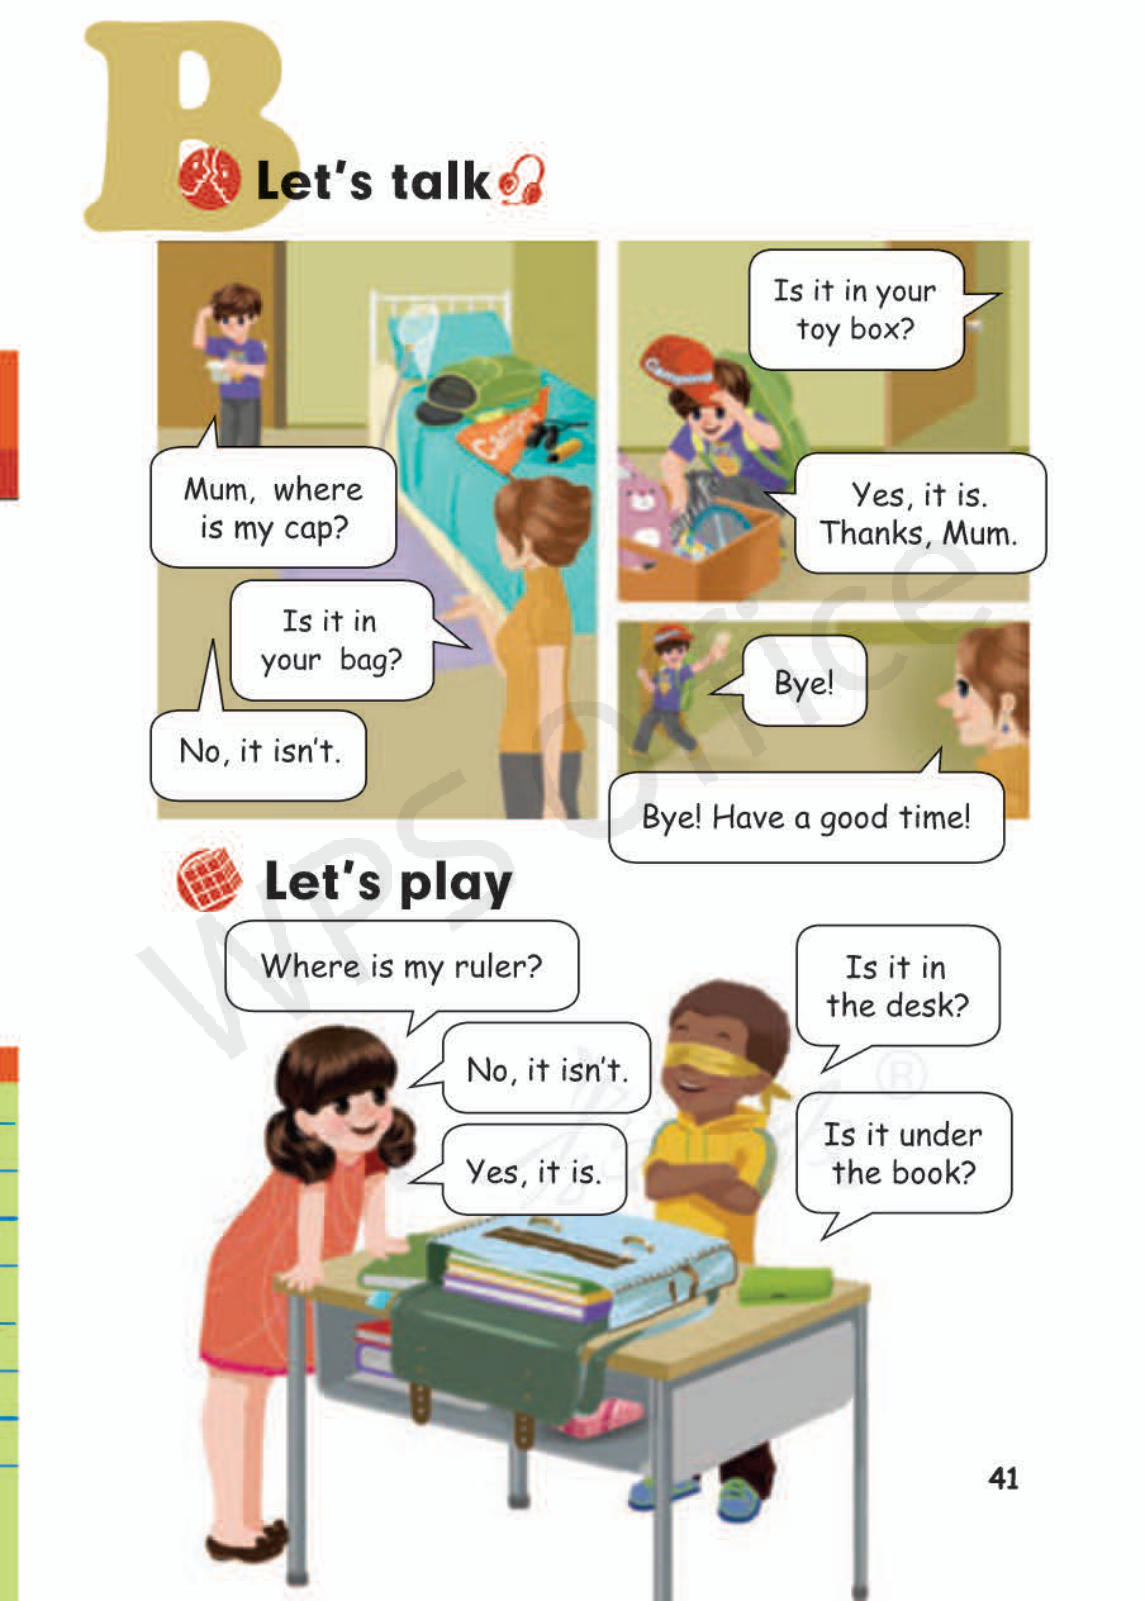 B
Let's talk
Mum, where
is my cap?
Is it in
your bag?
No, it isn't.
Is it in your
toy box?
Yes, it is.
Thanks, Mum.
Bye!
Bye! Have a good time!
Let's play
Where is my ruler?
Is it in
the desk?
No, it isn't.
Is it under
the book?
Yes, it is.
41
WPS Office
®